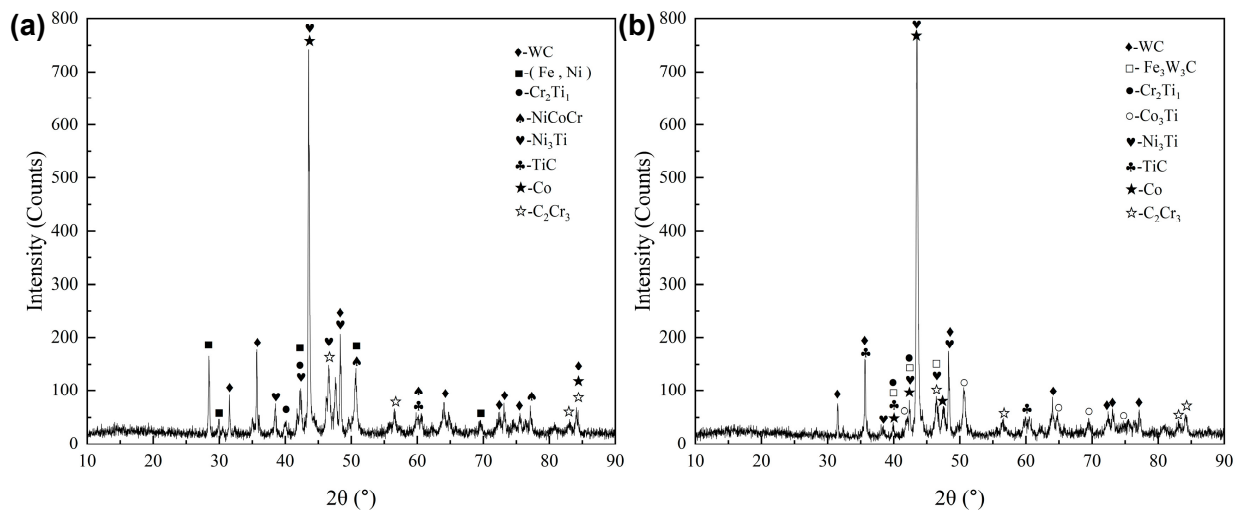 (a)
800
700
600
500
400
300
200
100
0
Intensity (Counts)
10 20 30 40 50 60 70 80 90
2θ (°)
♦-WC
■-( Fe , Ni )
●-Cr₂Ti₁
♠-NiCoCr
♥-Ni₃Ti
♣-TiC
★-Co
☆-C₂Cr₃
(b)
800
700
600
500
400
300
200
100
0
Intensity (Counts)
10 20 30 40 50 60 70 80 90
2θ (°)
♦-WC
□- Fe₃W₃C
●-Cr₂Ti₁
○-Co₃Ti
♥-Ni₃Ti
♣-TiC
★-Co
☆-C₂Cr₃